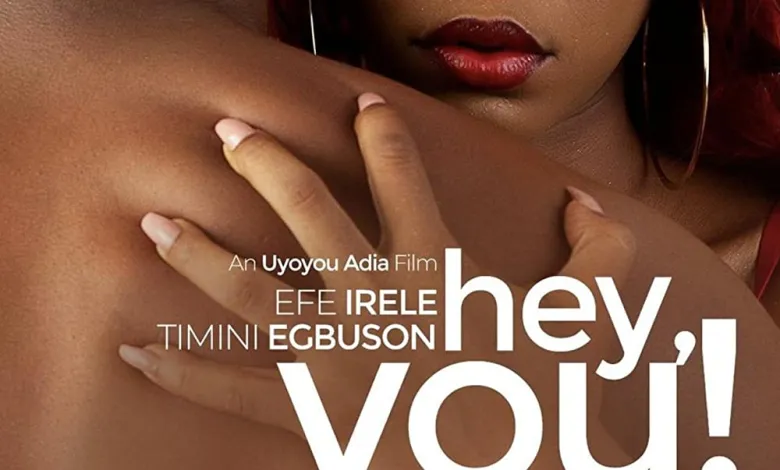 An Uyoyou Adia Film
EFE IRELE
TIMINI EGBUSON
hey,
you!